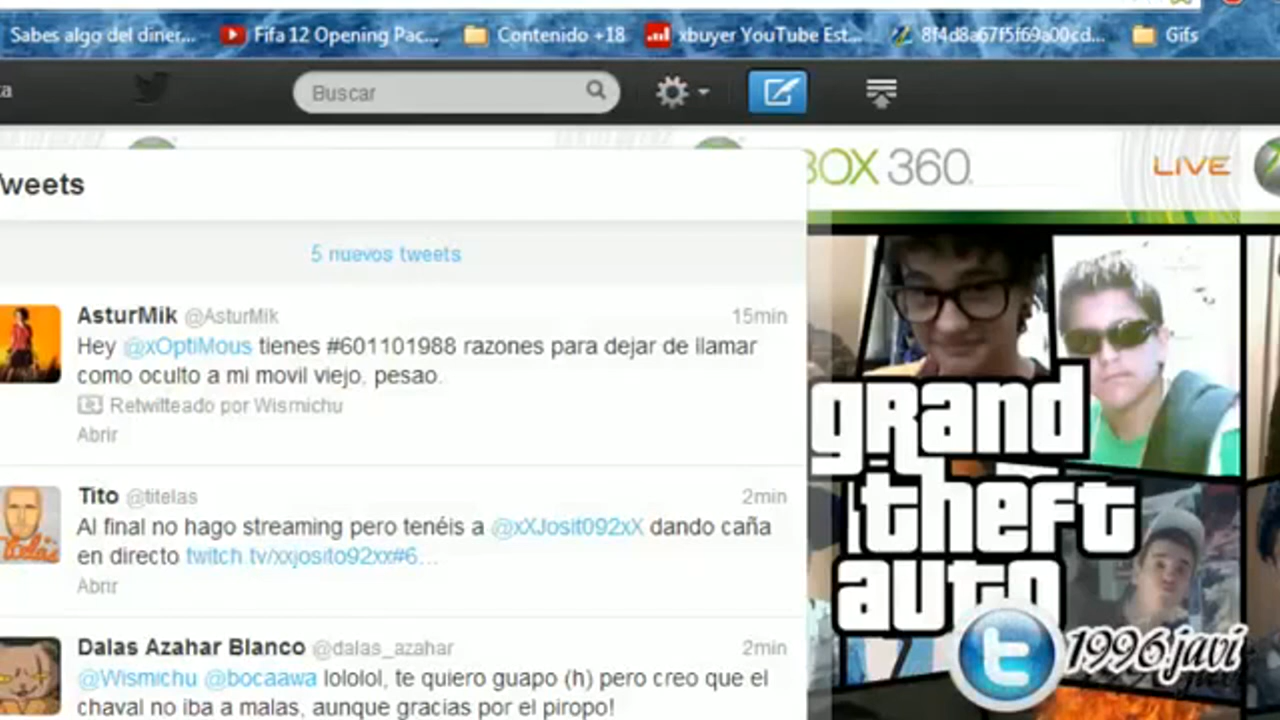 Sabes algo del diner...
Fifa 12 Opening Pac...
Contenido +18
xbuyer YouTube Est...
8f4d8a67f5f69a00cd...
Gifs
ta
Buscar
BOX 360.
LIVE
Tweets
5 nuevos tweets
AsturMik @AsturMik 15min
Hey @xOptiMous tienes #601101988 razones para dejar de llamar
como oculto a mi movil viejo, pesao.
Retwitteado por Wismichu
Abrir
Tito @titelas 2min
Al final no hago streaming pero tenéis a @xXJosit092xX dando caña
en directo twitch.tv/xxjosito92xx#6...
Abrir
Dalas Azahar Blanco @dalas_azahar 2min
@Wismichu @bocaawa lololol, te quiero guapo (h) pero creo que el
chaval no iba a malas, aunque gracias por el piropo!
grand
theft
auto
1996.javi